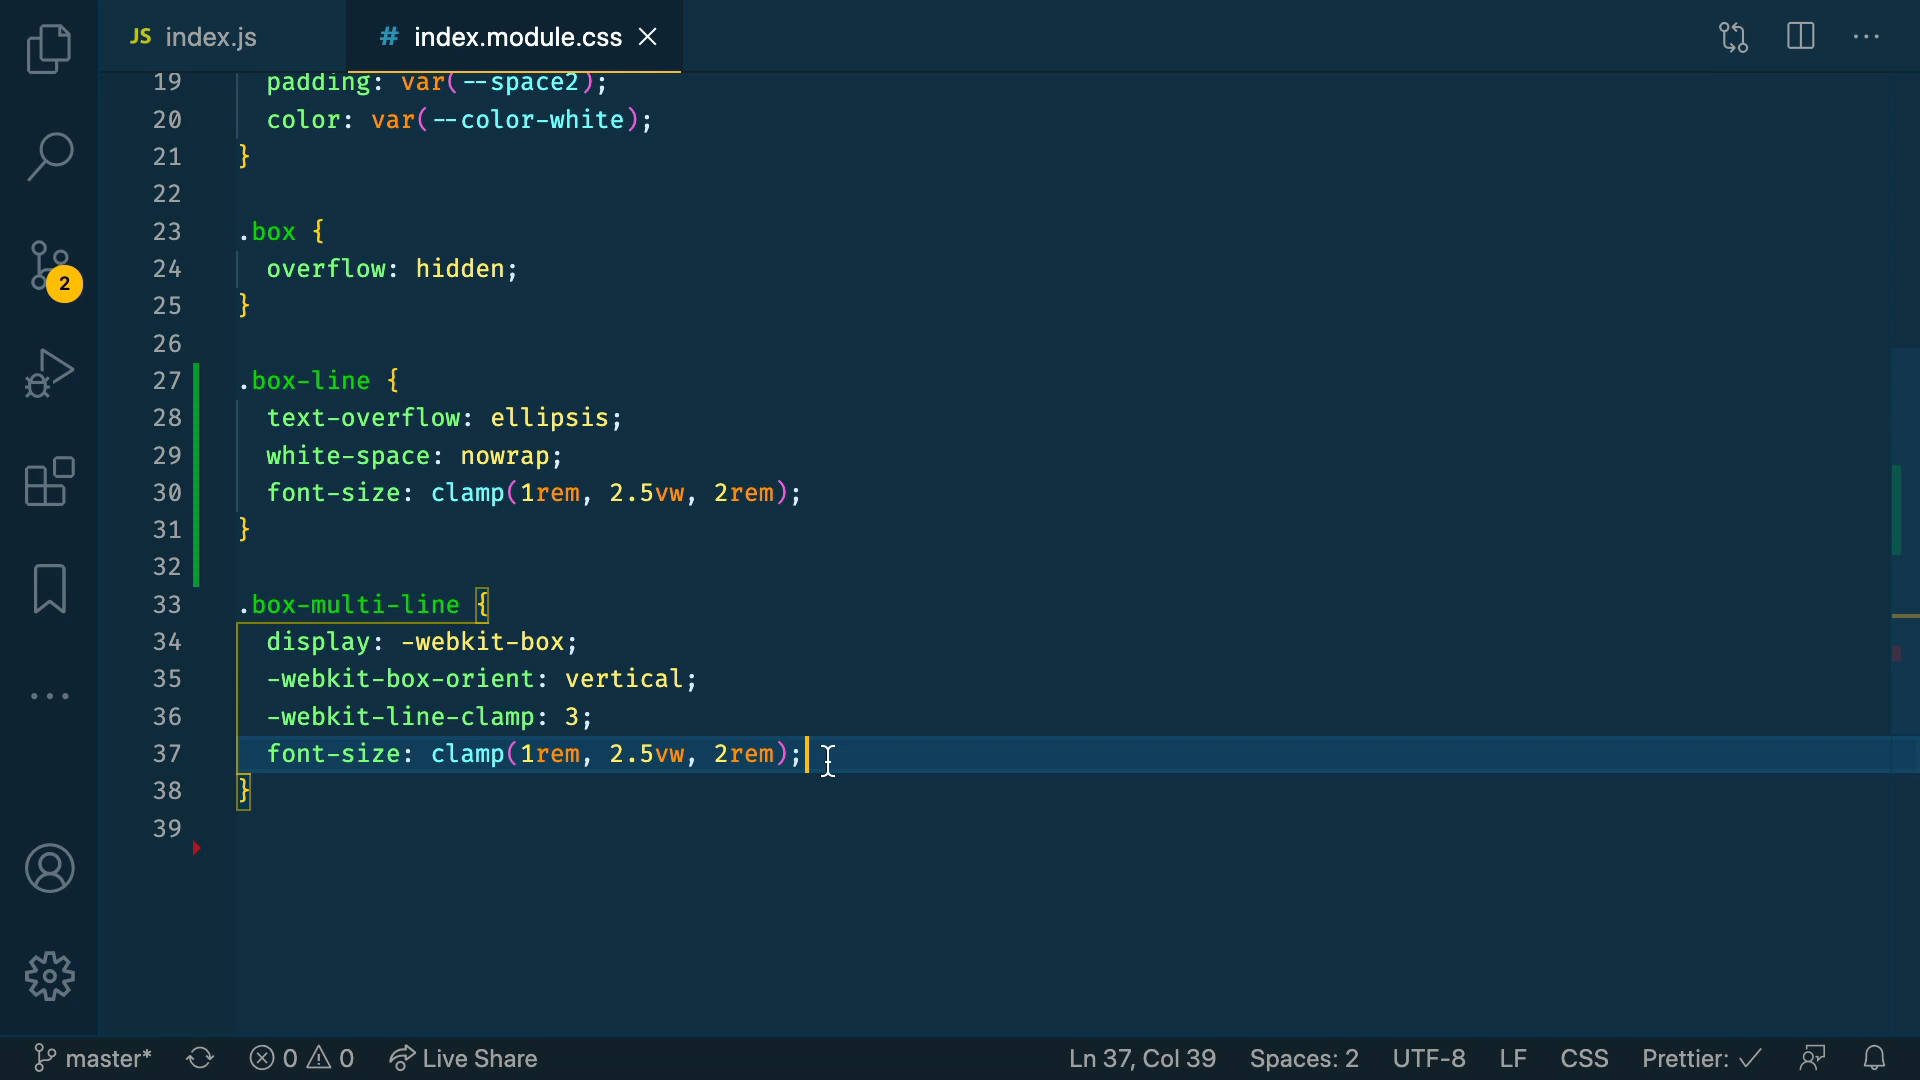 JS index.js
# index.module.css
19 padding: var(--space2);
20 color: var(--color-white);
21 }
22
23 .box {
24 overflow: hidden;
25 }
26
27 .box-line {
28 text-overflow: ellipsis;
29 white-space: nowrap;
30 font-size: clamp(1rem, 2.5vw, 2rem);
31 }
32
33 .box-multi-line {
34 display: -webkit-box;
35 -webkit-box-orient: vertical;
36 -webkit-line-clamp: 3;
37 font-size: clamp(1rem, 2.5vw, 2rem);
38 }
39
2
master* 0 0 Live Share Ln 37, Col 39 Spaces: 2 UTF-8 LF CSS Prettier: ✓